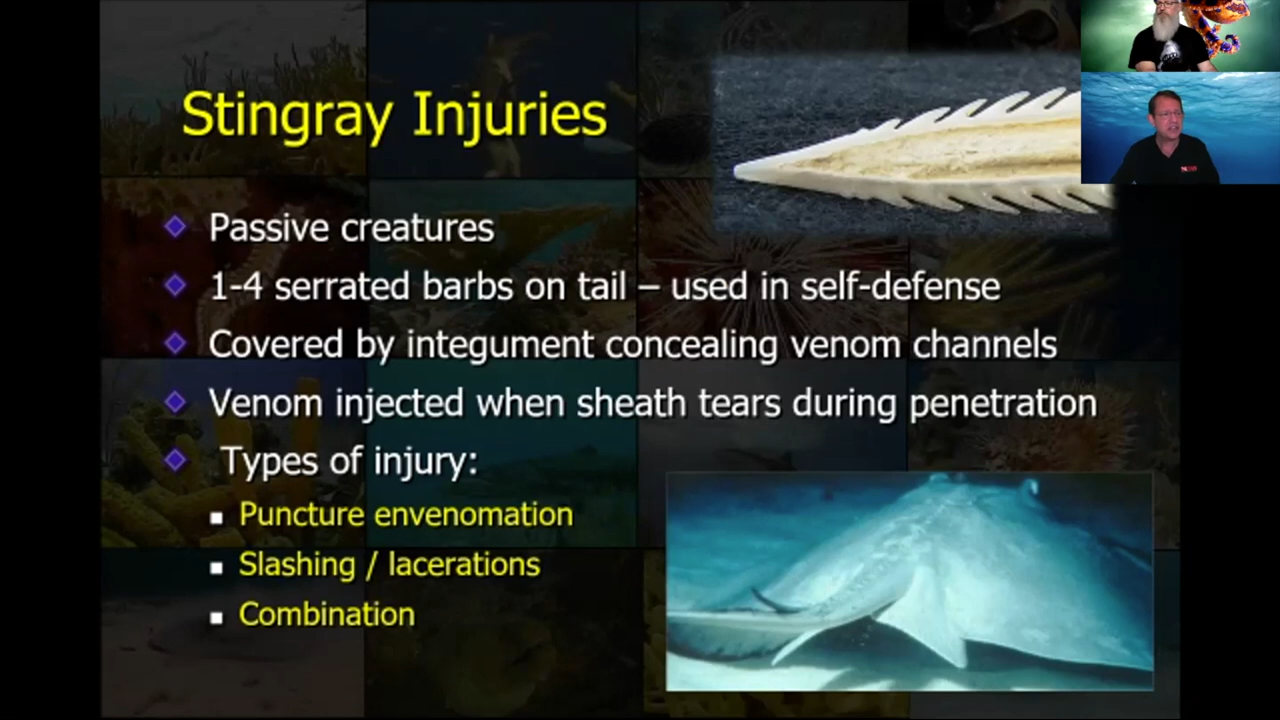 Stingray Injuries
Passive creatures
1-4 serrated barbs on tail – used in self-defense
Covered by integument concealing venom channels
Venom injected when sheath tears during penetration
Types of injury:
Puncture envenomation
Slashing / lacerations
Combination